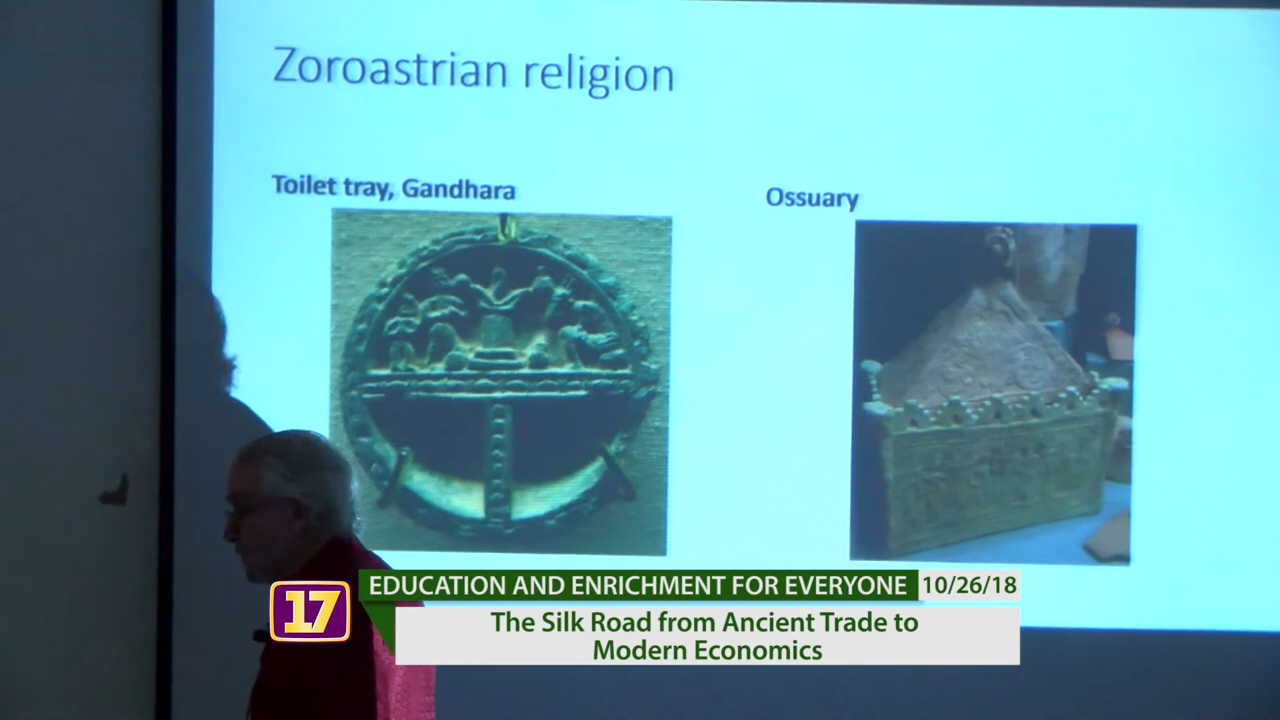 Zoroastrian religion
Toilet tray, Gandhara
Ossuary
17
EDUCATION AND ENRICHMENT FOR EVERYONE
10/26/18
The Silk Road from Ancient Trade to
Modern Economics